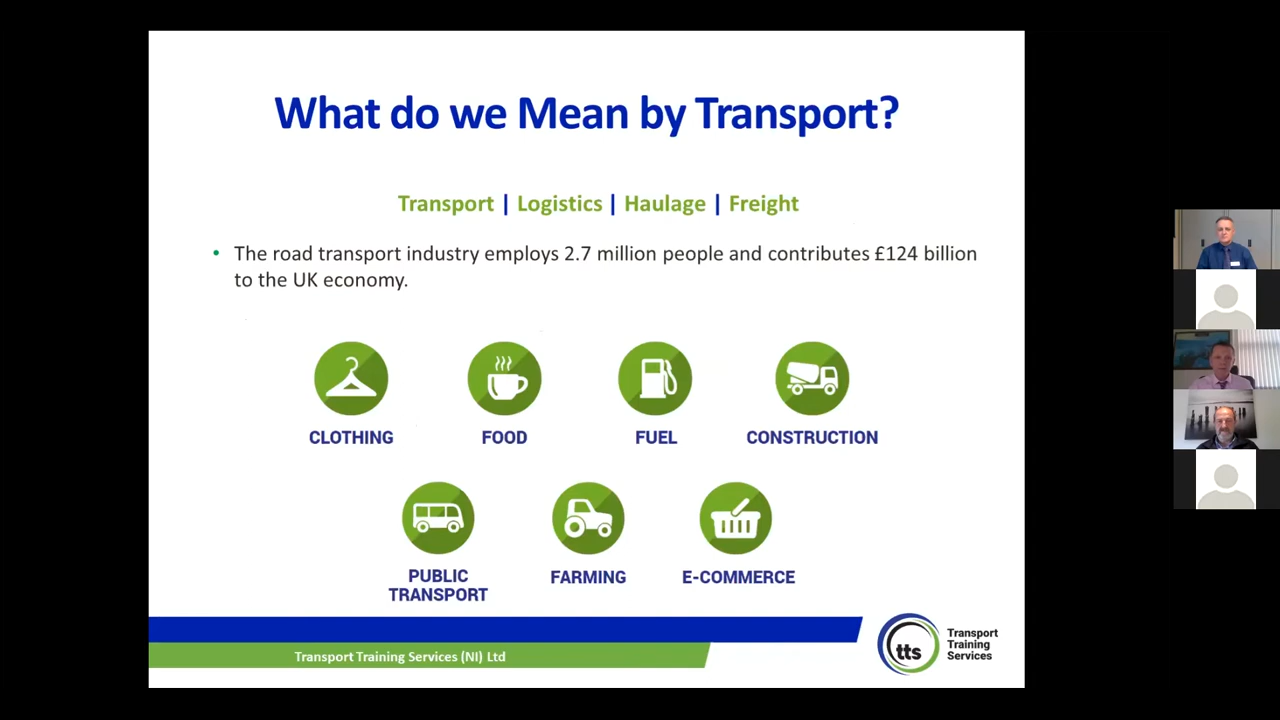 What do we Mean by Transport?
Transport | Logistics | Haulage | Freight
• The road transport industry employs 2.7 million people and contributes £124 billion
to the UK economy.
CLOTHING FOOD FUEL CONSTRUCTION
PUBLIC
TRANSPORT
FARMING E-COMMERCE
Transport Training Services (NI) Ltd
tts
Transport
Training
Services